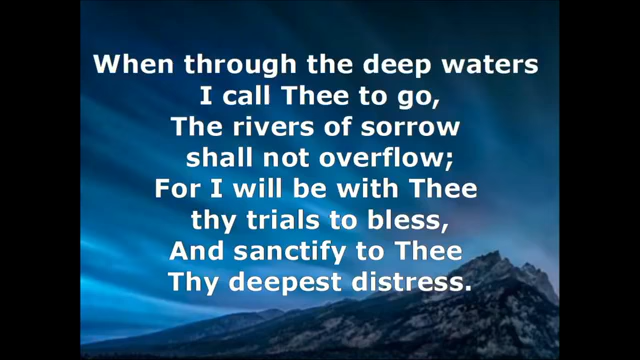 When through the deep waters
I call Thee to go,
The rivers of sorrow
shall not overflow;
For I will be with Thee
thy trials to bless,
And sanctify to Thee
Thy deepest distress.